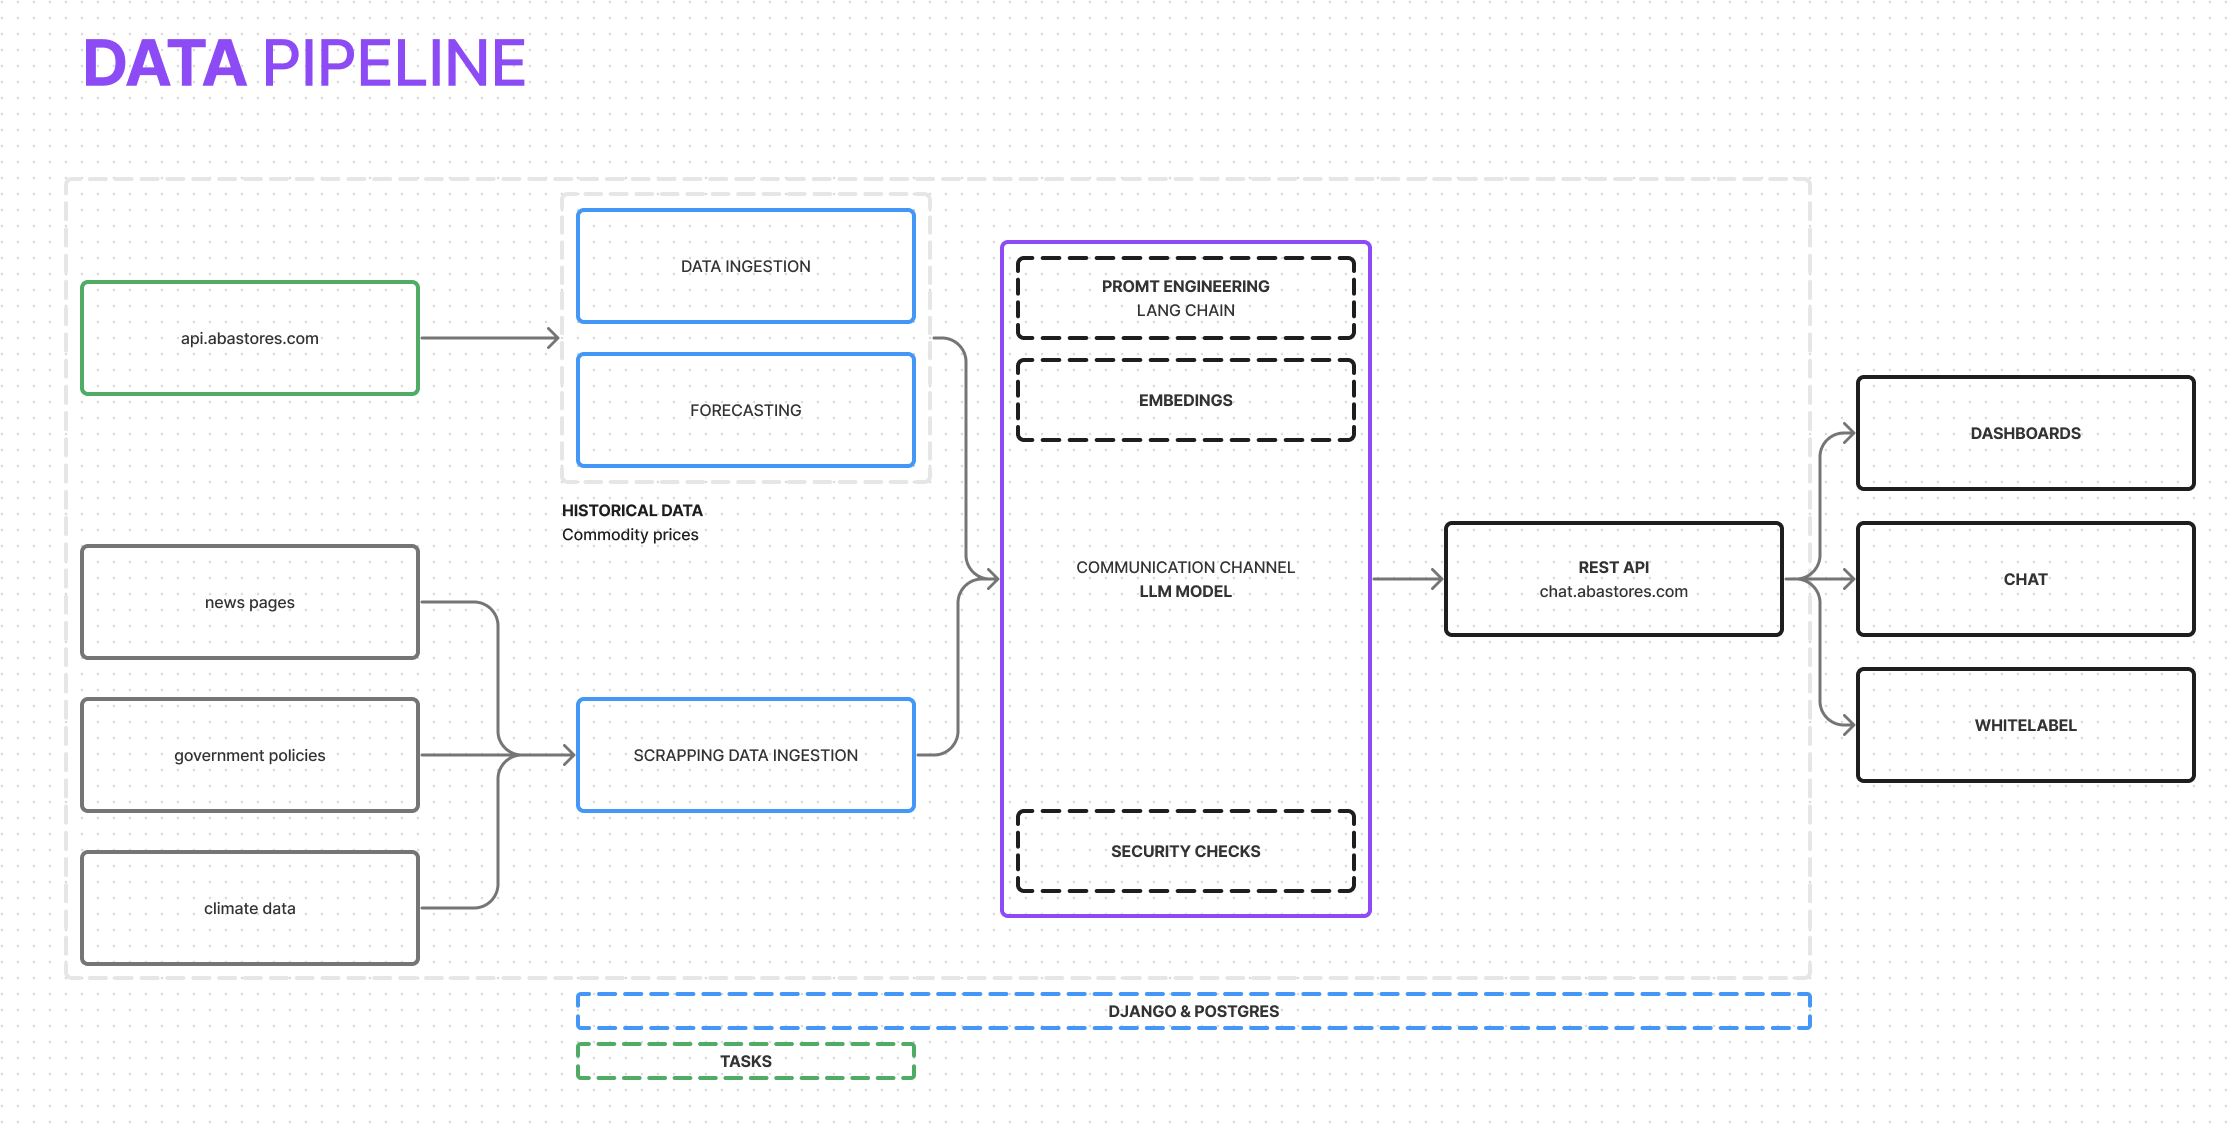 DATA PIPELINE
api.abastores.com
DATA INGESTION
FORECASTING
HISTORICAL DATA
Commodity prices
news pages
government policies
climate data
SCRAPPING DATA INGESTION
PROMT ENGINEERING
LANG CHAIN
EMBEDINGS
COMMUNICATION CHANNEL
LLM MODEL
SECURITY CHECKS
REST API
chat.abastores.com
DASHBOARDS
CHAT
WHITELABEL
DJANGO & POSTGRES
TASKS